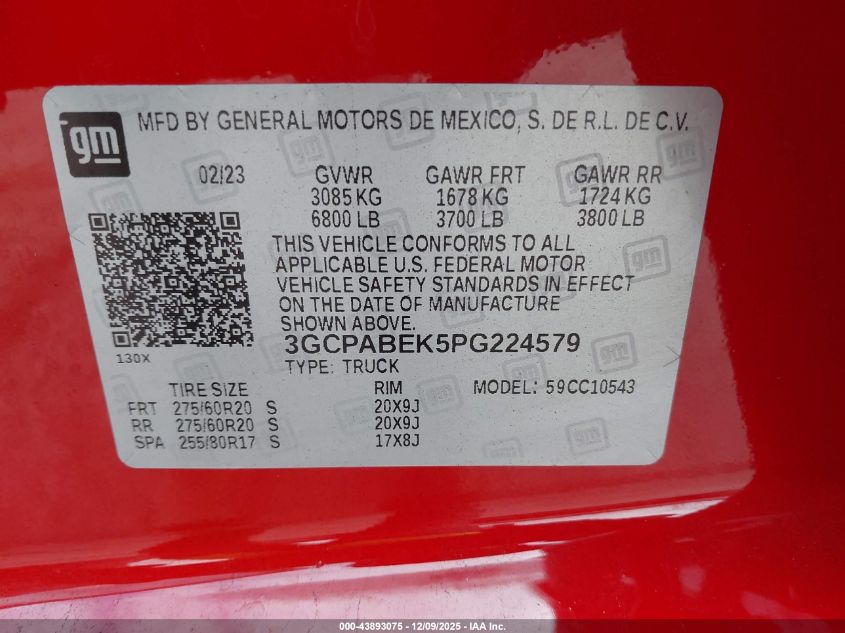 gm
MFD BY GENERAL MOTORS DE MEXICO, S. DE R.L. DE C.V.
02/23 GVWR GAWR FRT GAWR RR
3085 KG 1678 KG 1724 KG
6800 LB 3700 LB 3800 LB
THIS VEHICLE CONFORMS TO ALL
APPLICABLE U.S. FEDERAL MOTOR
VEHICLE SAFETY STANDARDS IN EFFECT
ON THE DATE OF MANUFACTURE
SHOWN ABOVE.
130X 3GCPABEK5PG224579
TYPE: TRUCK
TIRE SIZE RIM MODEL: 59CC10543
FRT 275/60R20 S 20X9J
RR 275/60R20 S 20X9J
SPA 255/80R17 S 17X8J
000-43893075 - 12/09/2025 - IAA Inc.